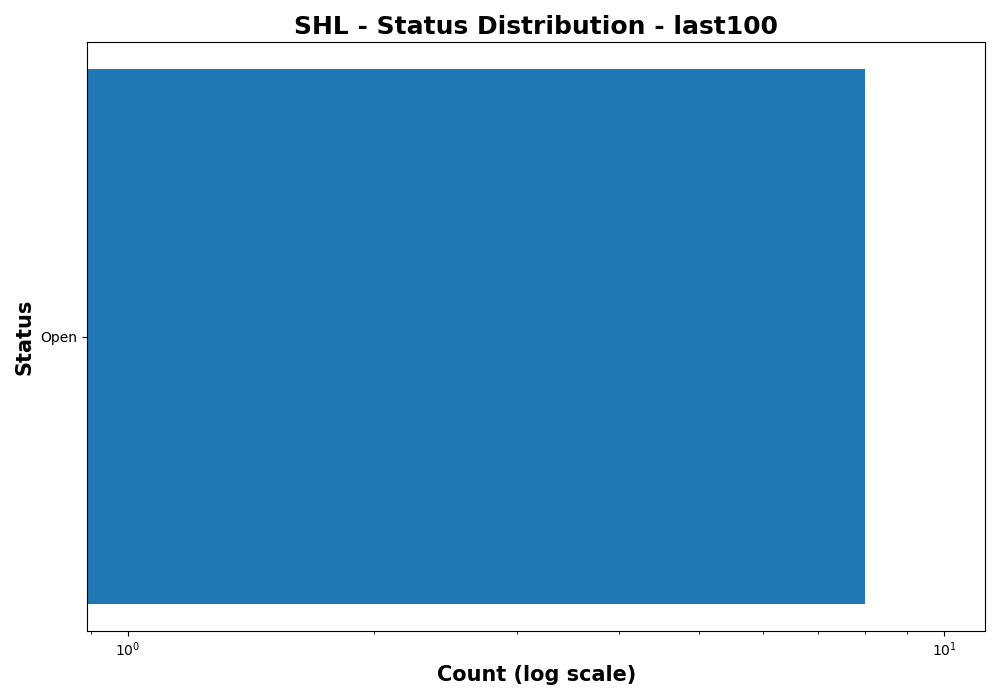 SHL - Status Distribution - last100
Status
Open
10⁰
10¹
Count (log scale)